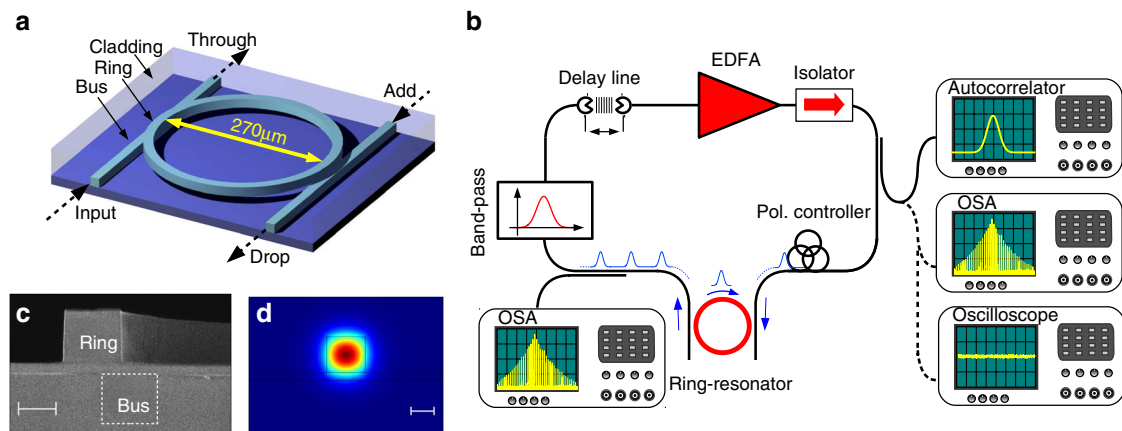 a
Cladding
Ring
Bus
Through
Add
270μm
Input
Drop
b
Delay line
EDFA
Isolator
Band-pass
Pol. controller
OSA
Ring-resonator
Autocorrelator
OSA
Oscilloscope
c
Ring
Bus
d